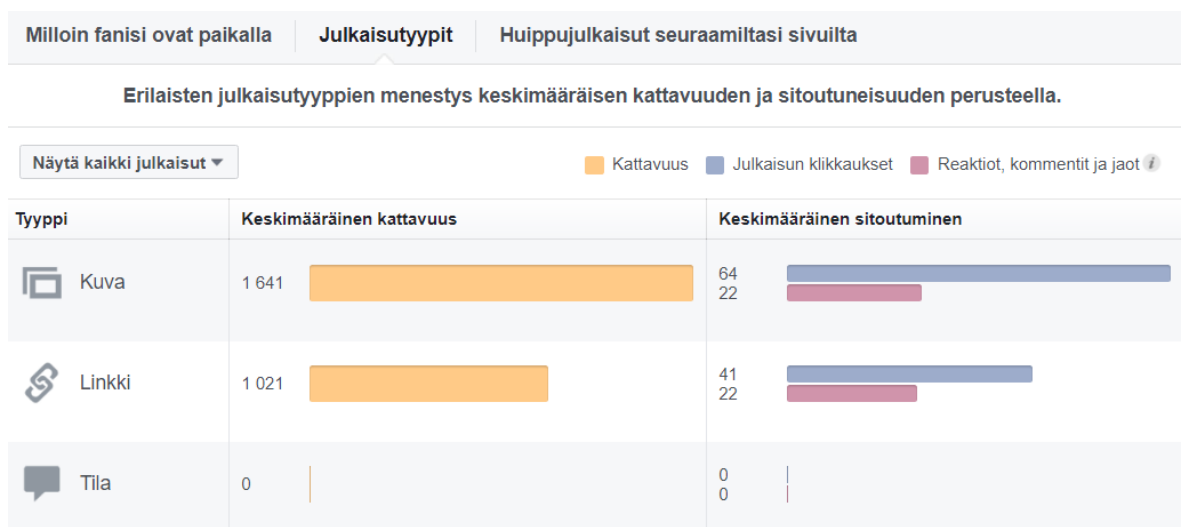 Milloin fanisi ovat paikalla Julkaisutyypit Huippujulkaisut seuraamiltasi sivuilta
Erilaisten julkaisutyyppien menestys keskimääräisen kattavuuden ja sitoutuneisuuden perusteella.
Näytä kaikki julkaisut Kattavuus Julkaisun klikkaukset Reaktiot, kommentit ja jaot i
Tyyppi Keskimääräinen kattavuus Keskimääräinen sitoutuminen
Kuva 1 641 64
22
Linkki 1 021 41
22
Tila 0 0
0